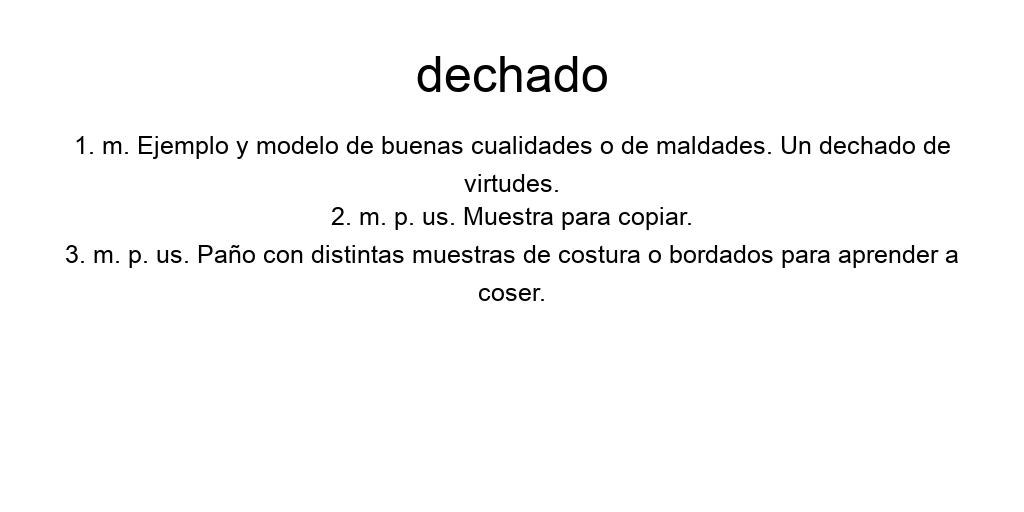 dechado
1. m. Ejemplo y modelo de buenas cualidades o de maldades. Un dechado de
virtudes.
2. m. p. us. Muestra para copiar.
3. m. p. us. Paño con distintas muestras de costura o bordados para aprender a
coser.